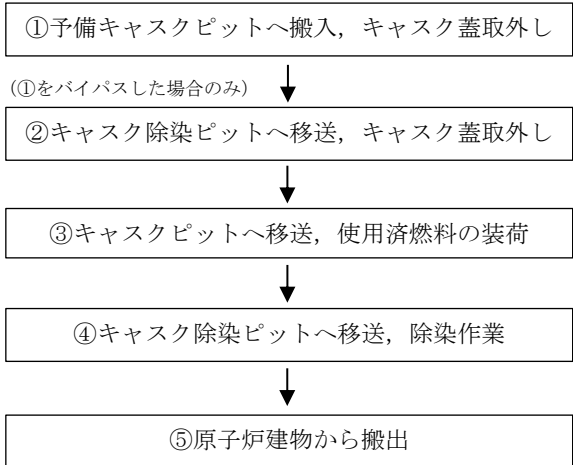 ①予備キャスクピットへ搬入，キャスク蓋取外し
(①をバイパスした場合のみ)
②キャスク除染ピットへ移送，キャスク蓋取外し
③キャスクピットへ移送，使用済燃料の装荷
④キャスク除染ピットへ移送，除染作業
⑤原子炉建物から搬出